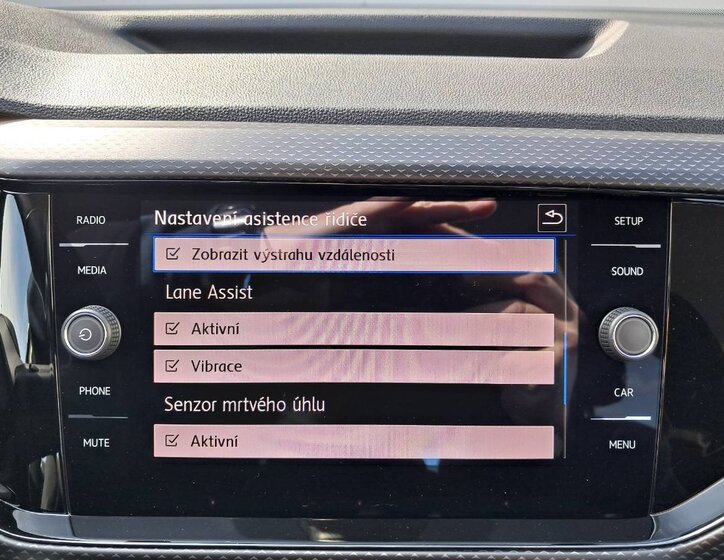 RADIO
MEDIA
PHONE
MUTE
Nastavení asistence řidiče
Zobrazit výstrahu vzdálenosti
Lane Assist
Aktivní
Vibrace
Senzor mrtvého úhlu
Aktivní
SETUP
SOUND
CAR
MENU